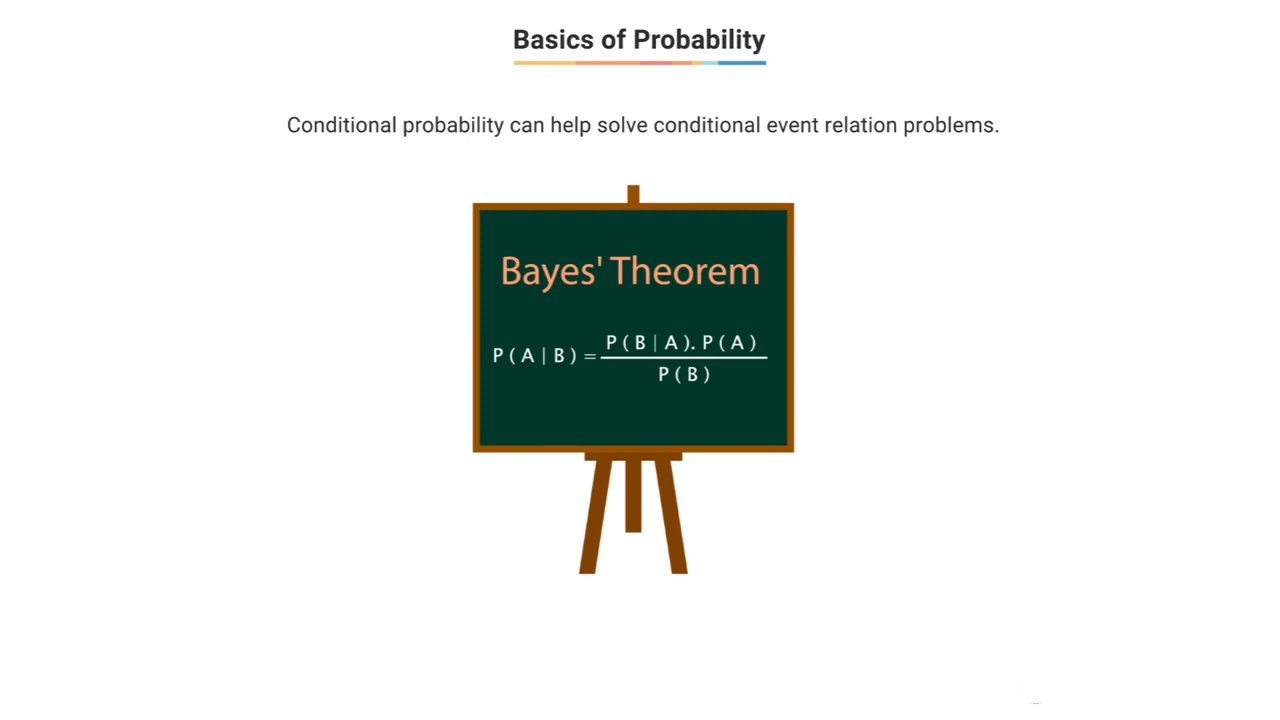 Basics of Probability
Conditional probability can help solve conditional event relation problems.
Bayes' Theorem
P ( A | B ) = P ( B | A ). P ( A )
P ( B )